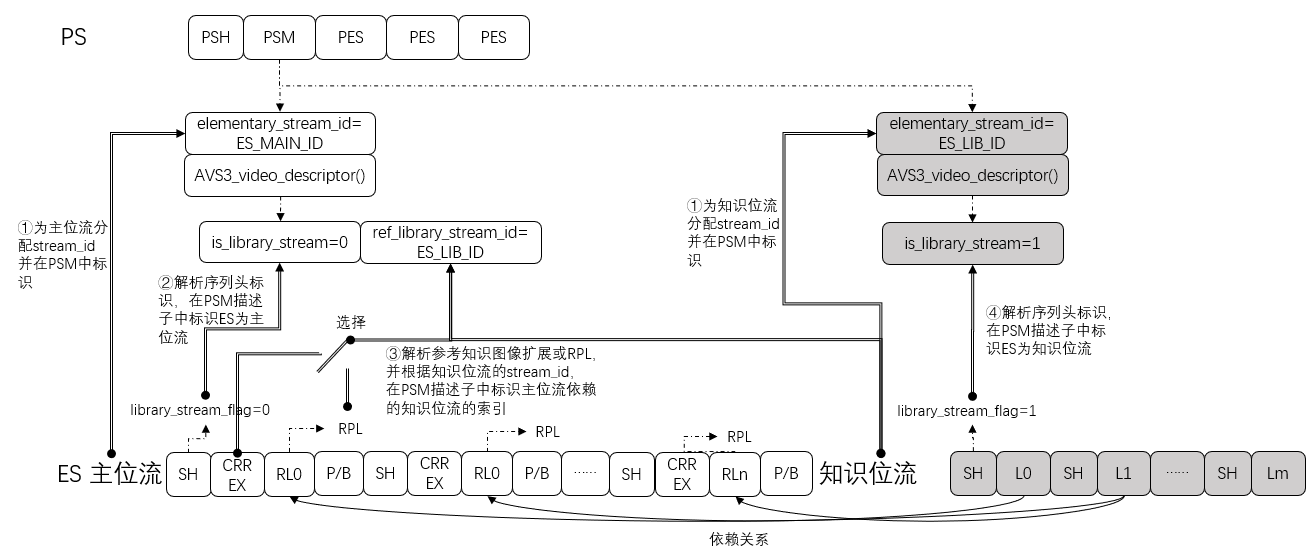 PS
PSH PSM PES PES PES
elementary_stream_id=
ES_MAIN_ID
AVS3_video_descriptor()
elementary_stream_id=
ES_LIB_ID
AVS3_video_descriptor()
①为主位流分
配stream_id
并在PSM中标
识
is_library_stream=0
ref_library_stream_id=
ES_LIB_ID
①为知识位流
分配stream_id
并在PSM中标
识
is_library_stream=1
②解析序列头标
识，在PSM描述
子中标识ES为主
位流
选择
③解析参考知识图像扩展或RPL，
并根据知识位流的stream_id，
在PSM描述子中标识主位流依赖
的知识位流的索引
④解析序列头标识，
在PSM描述子中标
识ES为知识位流
library_stream_flag=0
library_stream_flag=1
RPL
RPL
RPL
ES 主位流
SH
CRR
EX
RL0
P/B
SH
CRR
EX
RL0
P/B
……
SH
CRR
EX
RLn
P/B
知识位流
SH
L0
SH
L1
……
SH
Lm
依赖关系